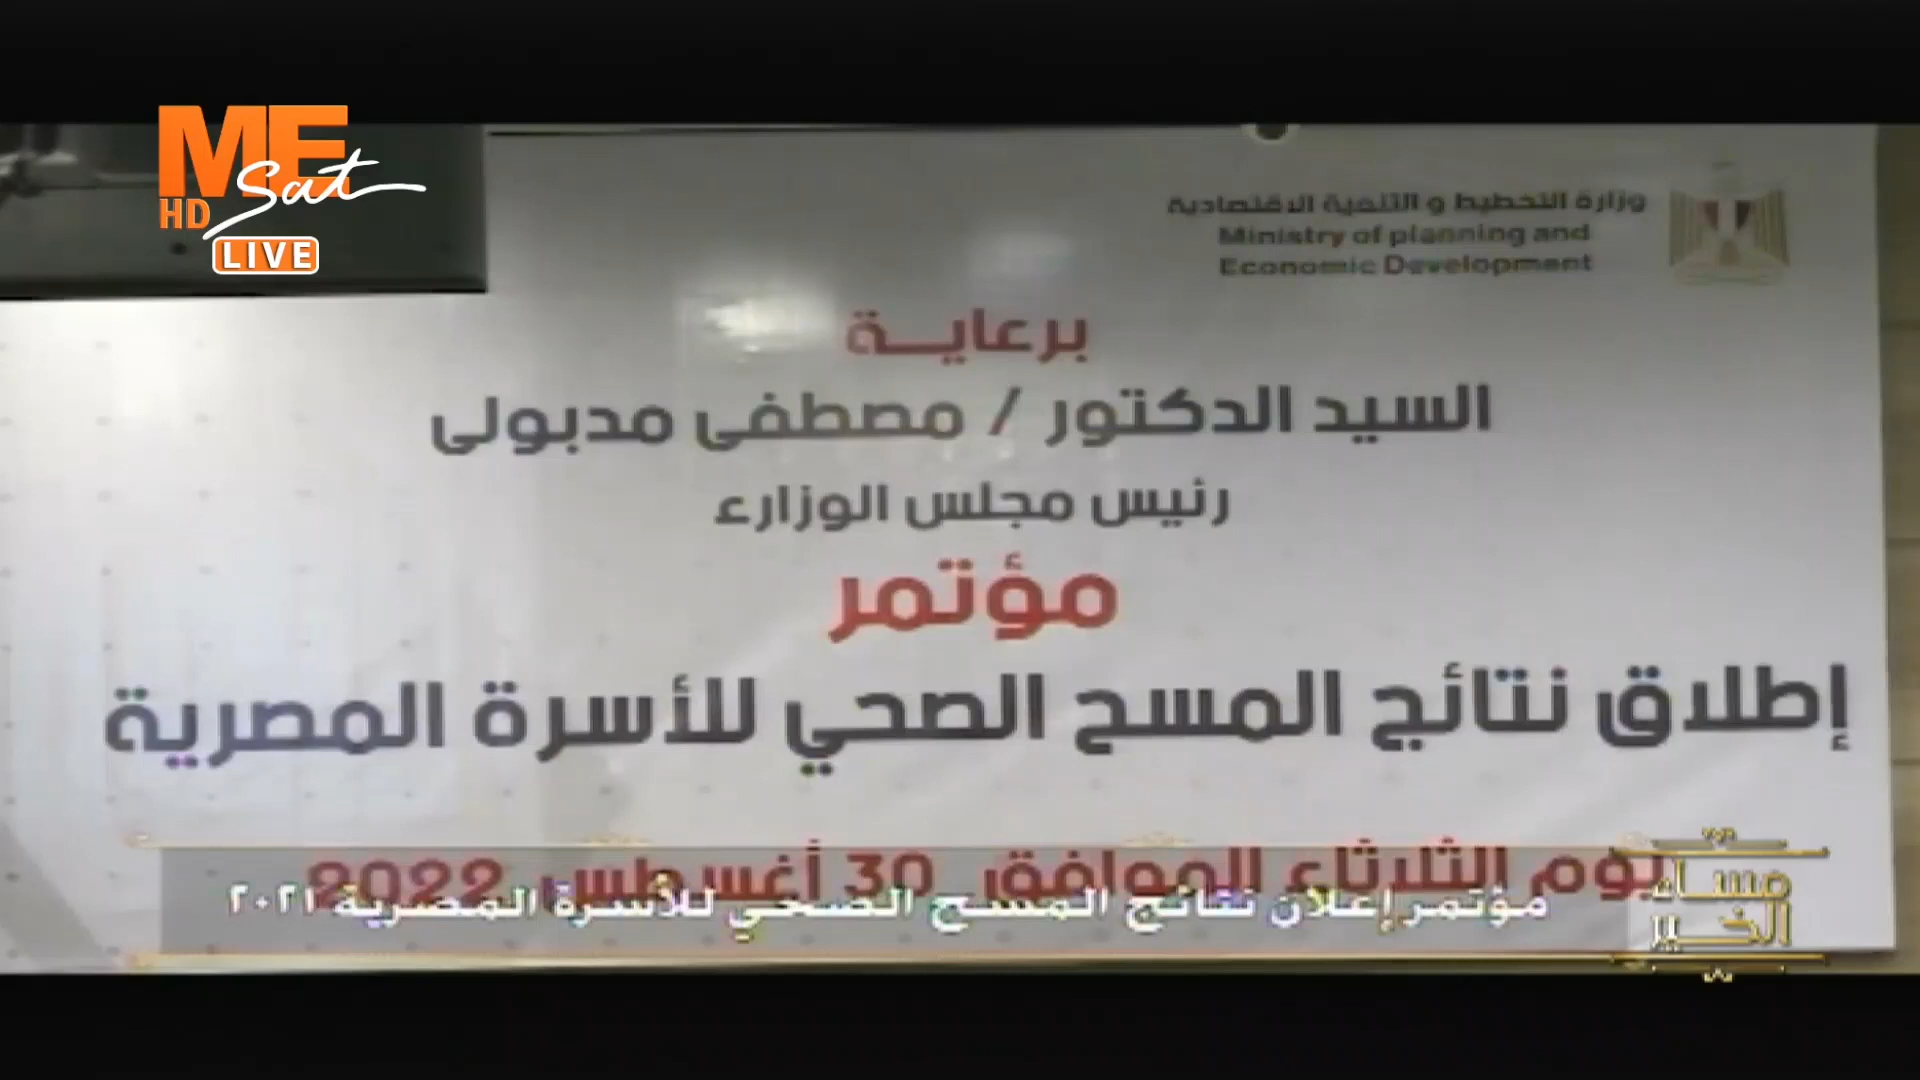 ME
Sat
HD
LIVE
وزارة التخطيط و التنمية الاقتصادية
Ministry of planning and
Economic Development
برعايـــة
السيد الدكتور / مصطفى مدبولى
رئيس مجلس الوزارء
مؤتمر
إطلاق نتائج المسح الصحي للأسرة المصرية
يوم الثلاثاء الموافق 30 أغسطس 2022
مؤتمر إعلان نتائج المسح الصحي للأسرة المصرية ٢٠٢١
مساء
الخير